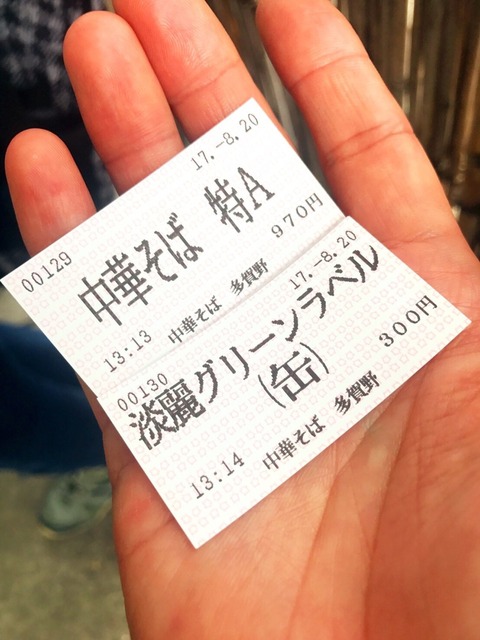 17.-8.20
中華そば 特A
00129 970円
13:13 中華そば 多賀野
17.-8.20
00130
淡麗グリーンラベル
(缶)
300円
13:14 中華そば 多賀野